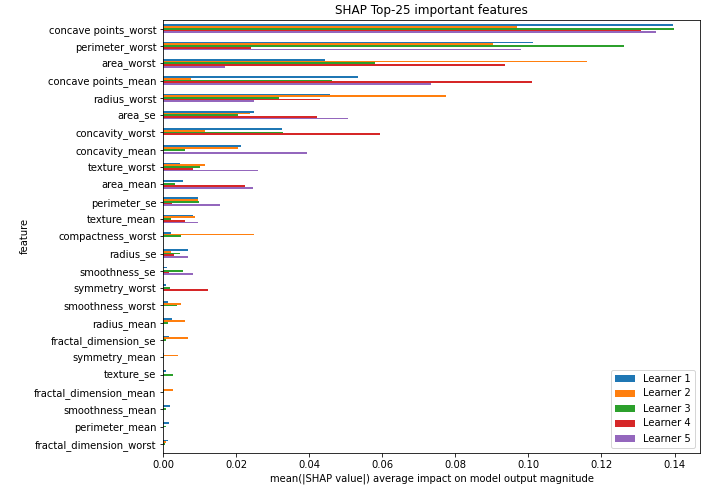 SHAP Top-25 important features
concave points_worst
perimeter_worst
area_worst
concave points_mean
radius_worst
area_se
concavity_worst
concavity_mean
texture_worst
area_mean
perimeter_se
texture_mean
compactness_worst
radius_se
smoothness_se
symmetry_worst
smoothness_worst
radius_mean
fractal_dimension_se
symmetry_mean
texture_se
fractal_dimension_mean
smoothness_mean
perimeter_mean
fractal_dimension_worst
feature
Learner 1
Learner 2
Learner 3
Learner 4
Learner 5
0.00 0.02 0.04 0.06 0.08 0.10 0.12 0.14
mean(|SHAP value|) average impact on model output magnitude